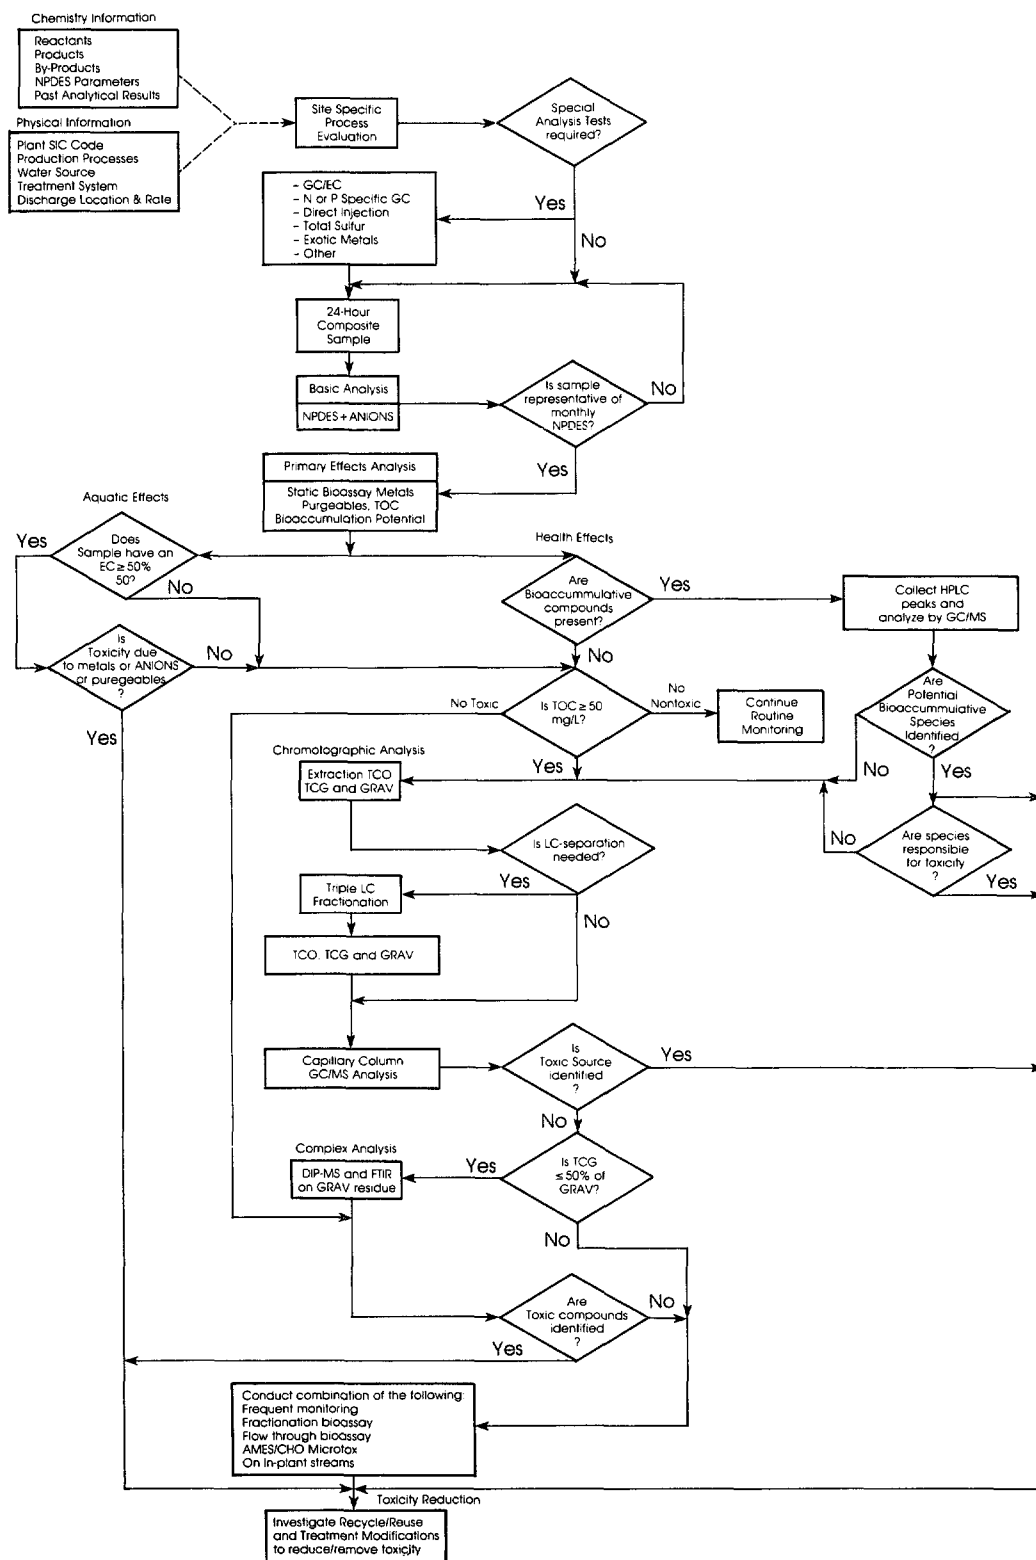 Chemistry Information
Reactants
Products
By-Products
NPDES Parameters
Past Analytical Results
Physical Information
Plant SIC Code
Production Processes
Water Source
Treatment System
Discharge Location & Rate
Site Specific
Process
Evaluation
Special
Analysis Tests
required?
Yes
No
- GC/EC
- N or P Specific GC
- Direct Injection
- Total Sulfur
- Exotic Metals
- Other
24-Hour
Composite
Sample
Basic Analysis
NPDES + ANIONS
Is sample
representative of
monthly
NPDES?
No
Yes
Primary Effects Analysis
Static Bioassay Metals
Purgeables, TOC
Bioaccumulation Potential
Aquatic Effects
Yes
Does
Sample have an
EC ≥ 50%
50?
No
Health Effects
Are
Bioaccummulative
compounds
present?
Yes
No
Collect HPLC
peaks and
analyze by GC/MS
Is
Toxicity due
to metals or ANIONS
or puregeables
?
No
Yes
Is TOC ≥ 50
mg/L?
No Toxic
No
Nontoxic
Yes
Continue
Routine
Monitoring
Are
Potential
Bioaccummulative
Species
Identified
?
No
Yes
Chromotographic Analysis
Extraction TCO
TCG and GRAV
Is LC-separation
needed?
Yes
No
Are species
responsible
for toxicity
?
No
Yes
Triple LC
Fractionation
TCO, TCG and GRAV
Capillary Column
GC/MS Analysis
Is
Toxic Source
identified
?
Yes
No
Complex Analysis
DIP-MS and FTIR
on GRAV residue
Yes
Is TCG
≤ 50% of
GRAV?
No
Are
Toxic compounds
identified
?
No
Yes
Conduct combination of the following:
Frequent monitoring
Fractionation bioassay
Flow through bioassay
AMES/CHO Microtox
On In-plant streams
Toxicity Reduction
Investigate Recycle/Reuse
and Treatment Modifications
to reduce/remove toxicity